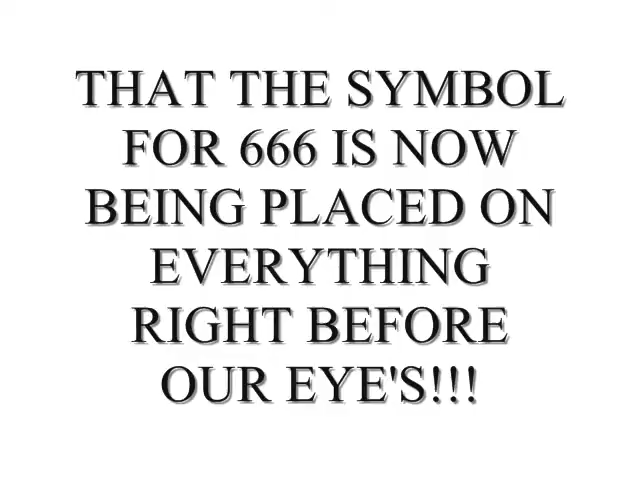 THAT THE SYMBOL
FOR 666 IS NOW
BEING PLACED ON
EVERYTHING
RIGHT BEFORE
OUR EYE'S!!!